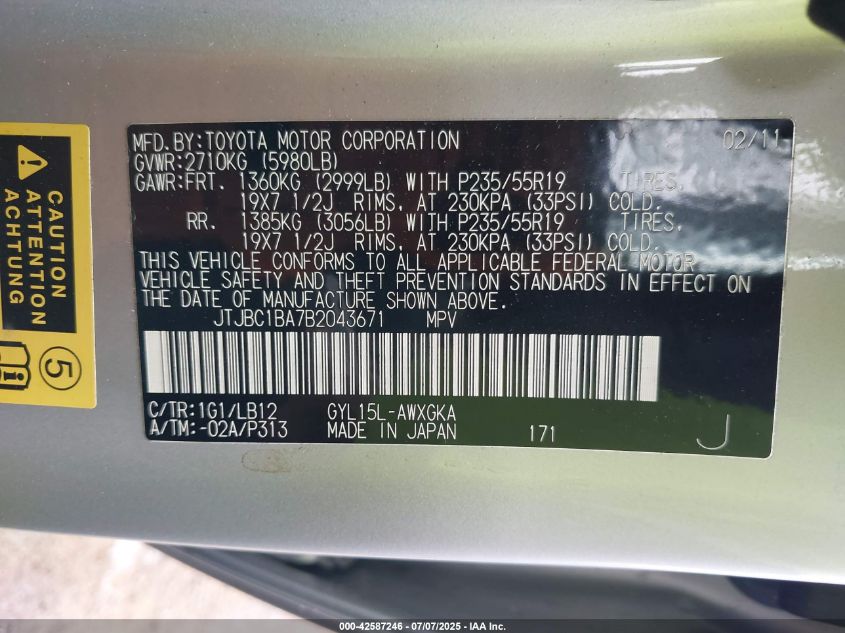 MFD.BY:TOYOTA MOTOR CORPORATION 02/11
GVWR:2710KG (5980LB)
GAWR:FRT. 1360KG (2999LB) WITH P235/55R19 TIRES,
19X7 1/2J RIMS, AT 230KPA (33PSI) COLD.
RR. 1385KG (3056LB) WITH P235/55R19 TIRES,
19X7 1/2J RIMS, AT 230KPA (33PSI) COLD.
THIS VEHICLE CONFORMS TO ALL APPLICABLE FEDERAL MOTOR
VEHICLE SAFETY AND THEFT PREVENTION STANDARDS IN EFFECT ON
THE DATE OF MANUFACTURE SHOWN ABOVE.
JTJBC1BA7B2043671 MPV
C/TR:1G1/LB12 GYL15L-AWXGKA
A/TM:-02A/P313 MADE IN JAPAN 171 J
CAUTION
ATTENTION
ACHTUNG
5
000-42587246 - 07/07/2025 - IAA Inc.